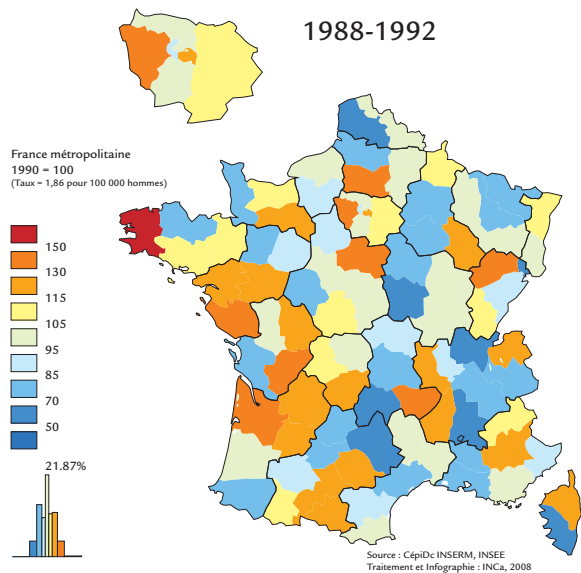 1988-1992
France métropolitaine
1990 = 100
(Taux = 1,86 pour 100 000 hommes)
150
130
115
105
95
85
70
50
21.87%
Source : CépiDc INSERM, INSEE
Traitement et Infographie : INCa, 2008